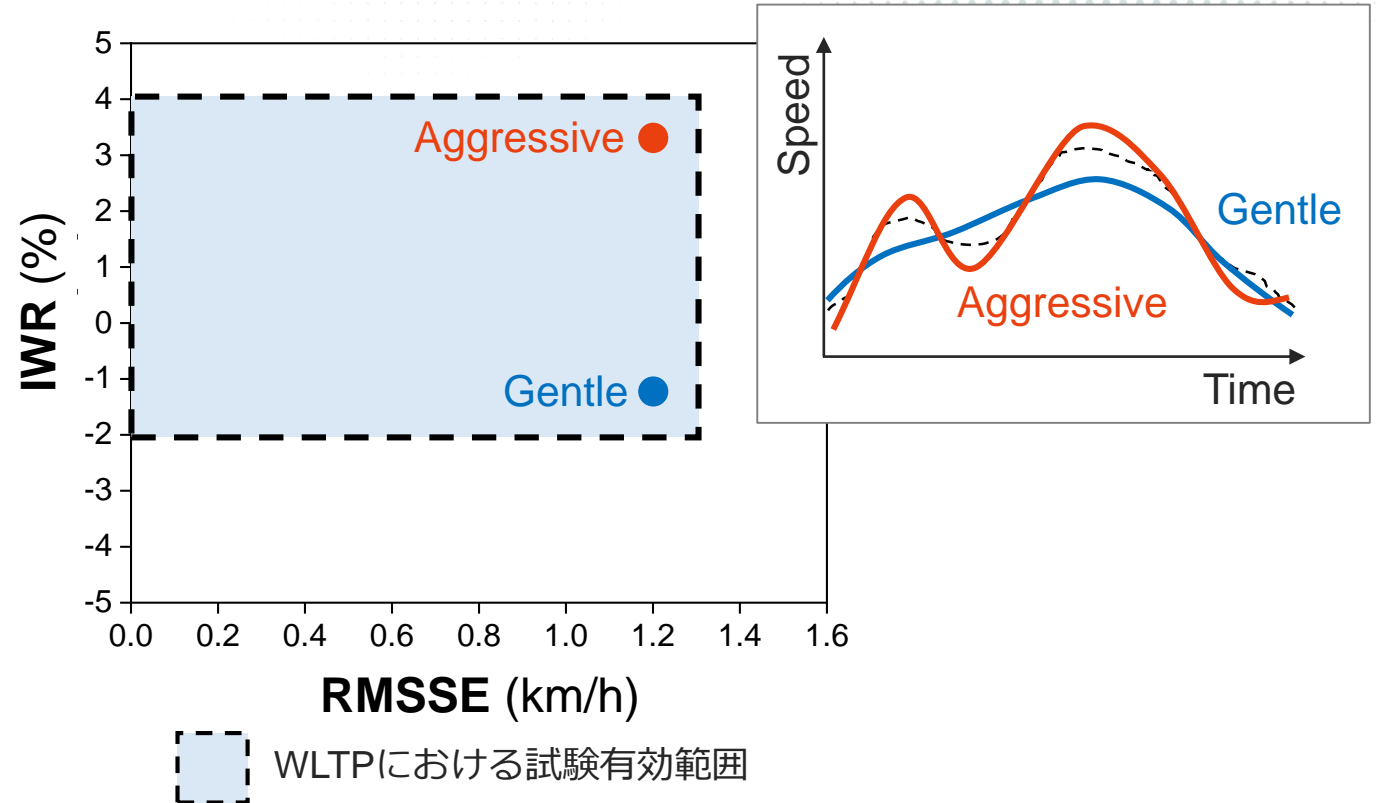 5
4
3
2
1
0
-1
-2
-3
-4
-5
IWR (%)
Aggressive
Gentle
0.0 0.2 0.4 0.6 0.8 1.0 1.2 1.4 1.6
RMSSE (km/h)
WLTPにおける試験有効範囲
Speed
Gentle
Aggressive
Time